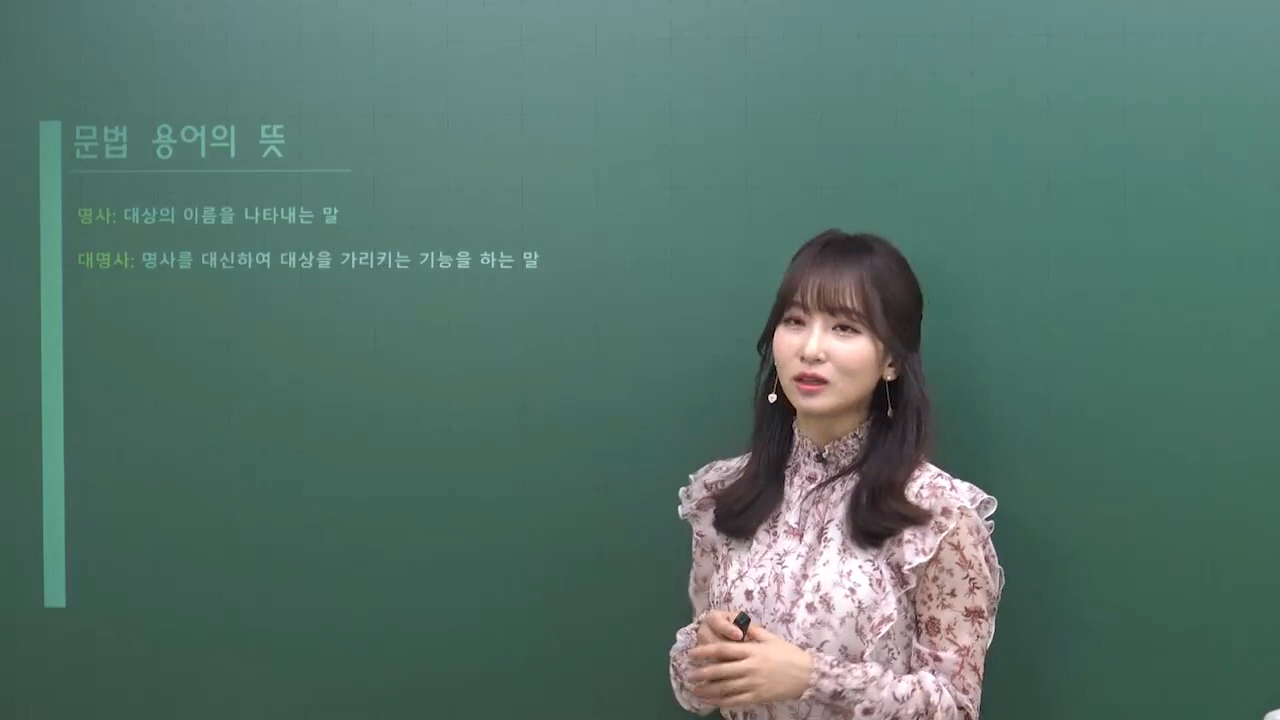 문법 용어의 뜻
명사: 대상의 이름을 나타내는 말
대명사: 명사를 대신하여 대상을 가리키는 기능을 하는 말